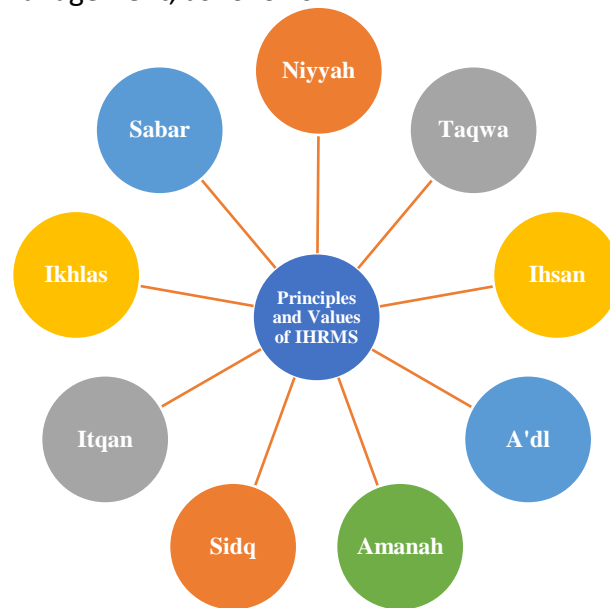 Niyyah
Taqwa
Ihsan
A'dl
Amanah
Sidq
Itqan
Ikhlas
Sabar
Principles
and Values
of IHRMS